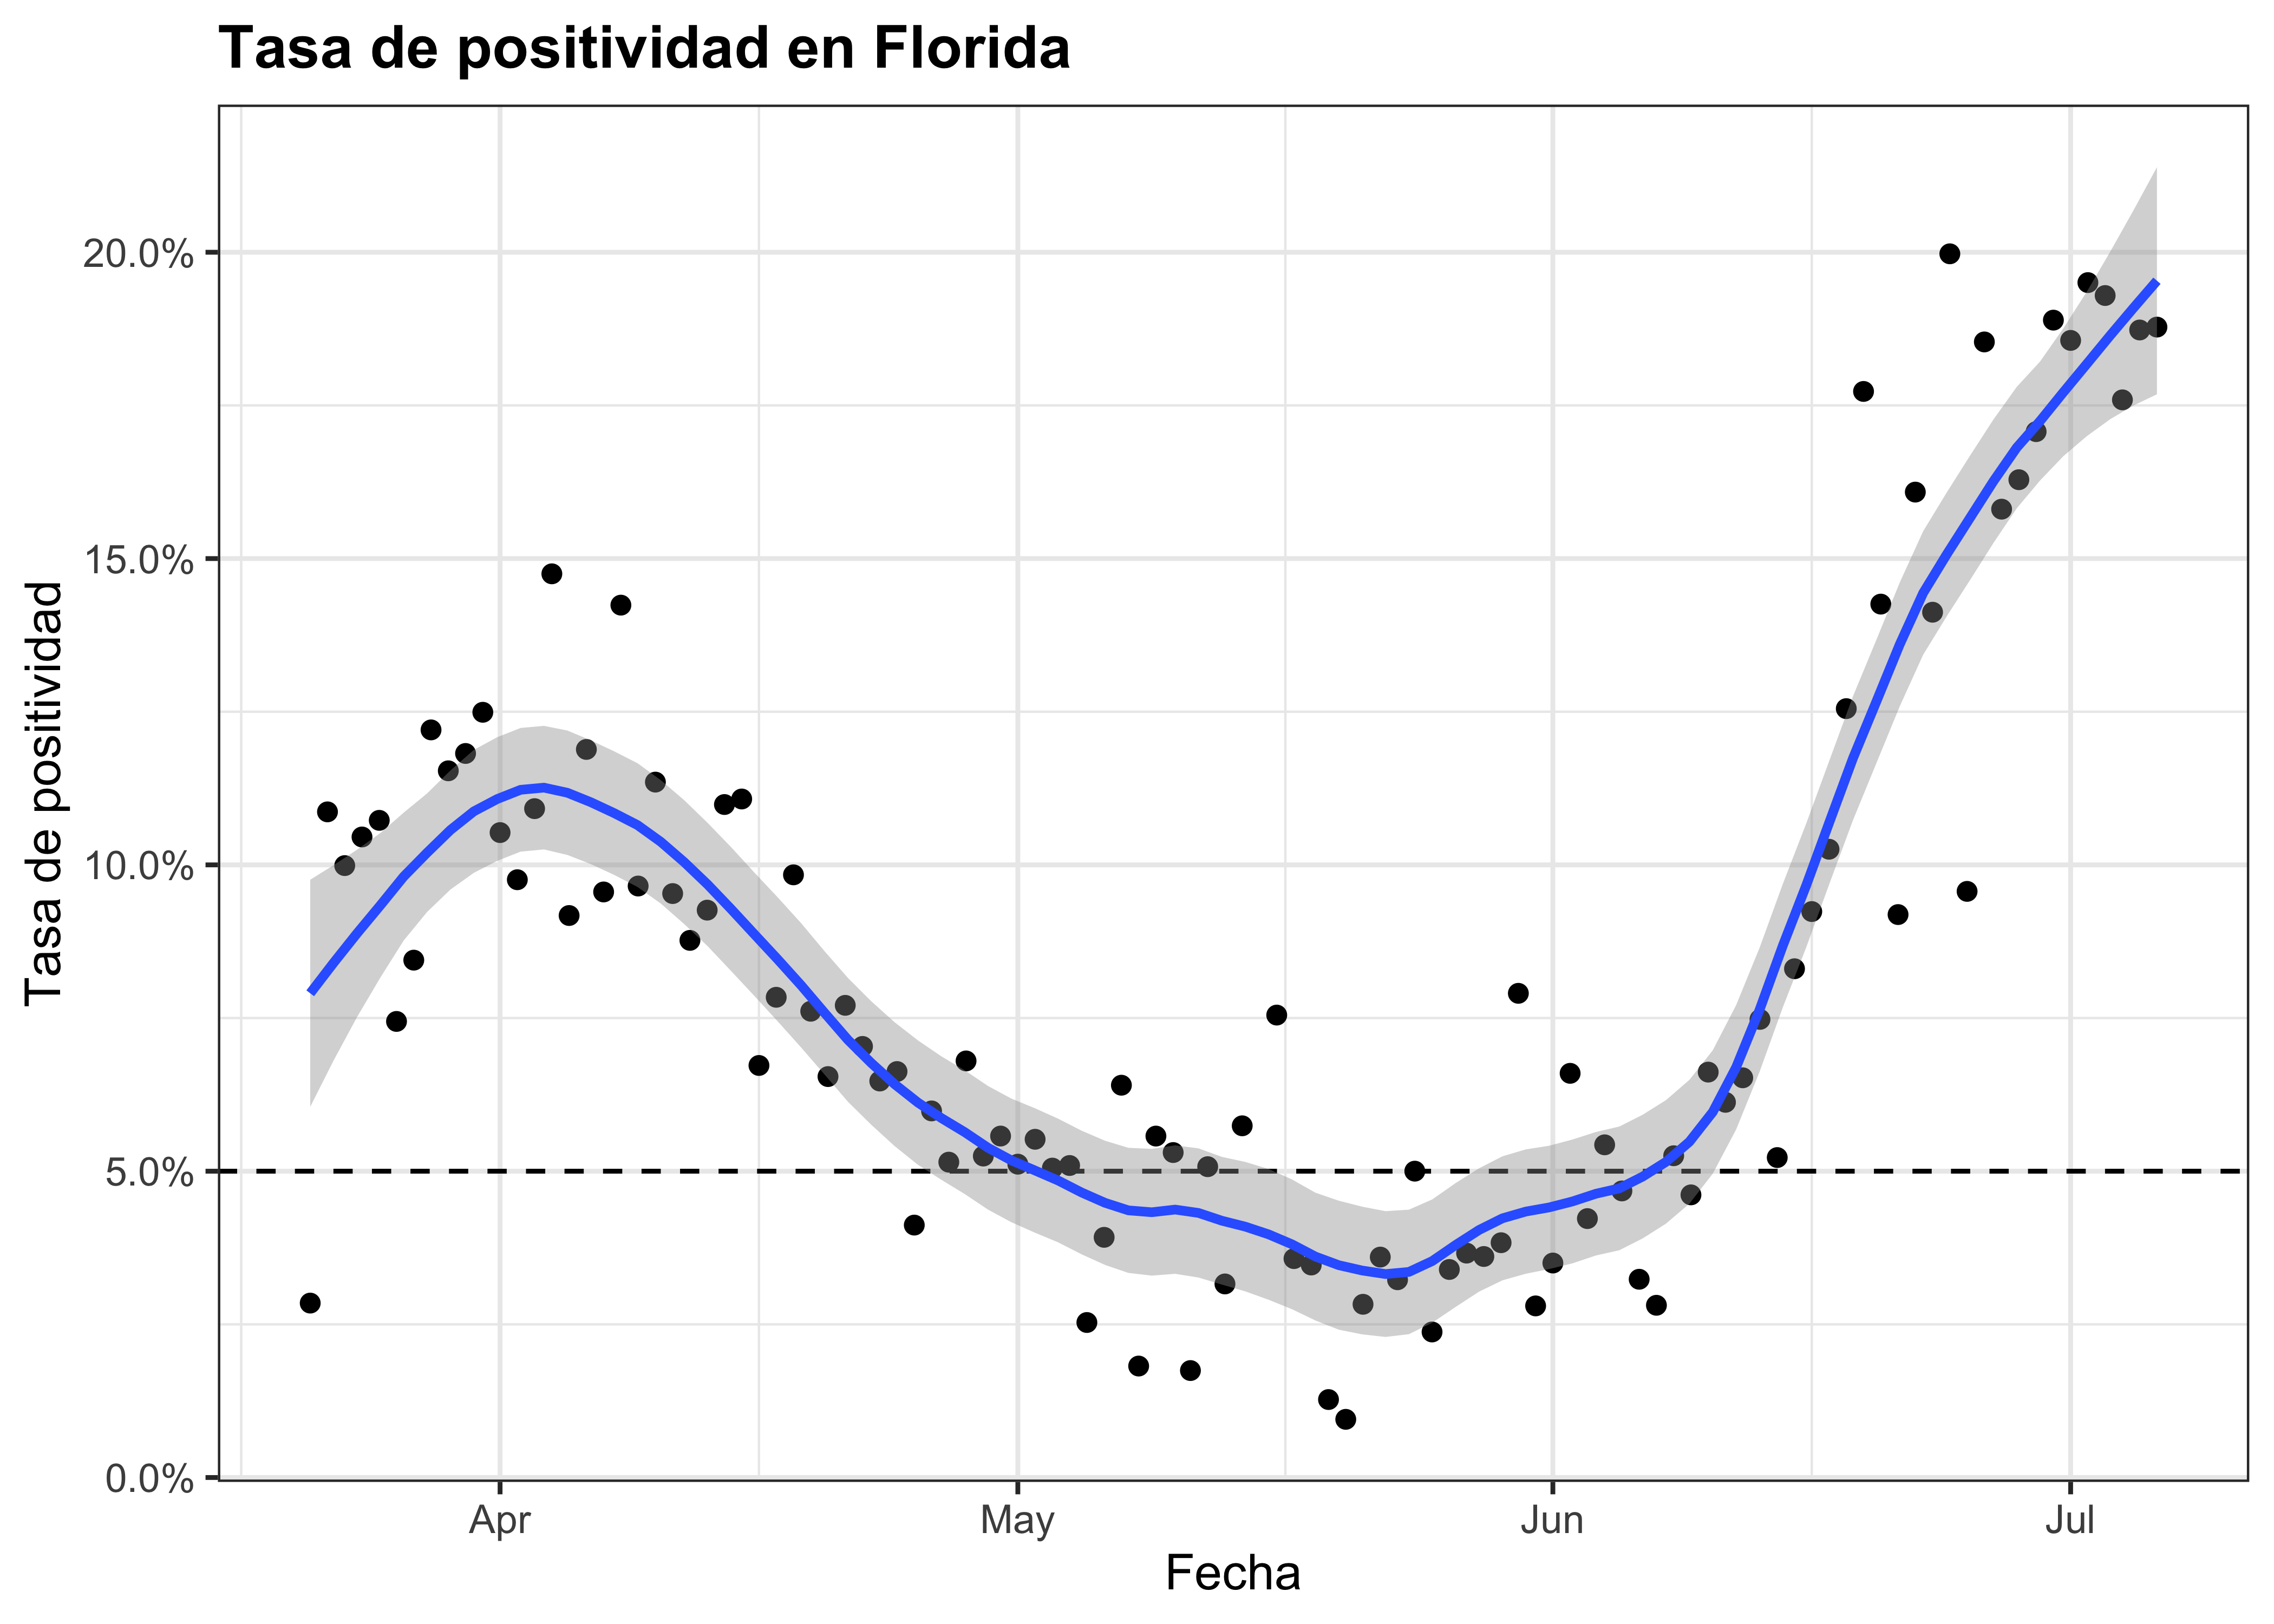 Tasa de positividad en Florida
Tasa de positividad
20.0%
15.0%
10.0%
5.0%
0.0%
Apr
May
Jun
Jul
Fecha